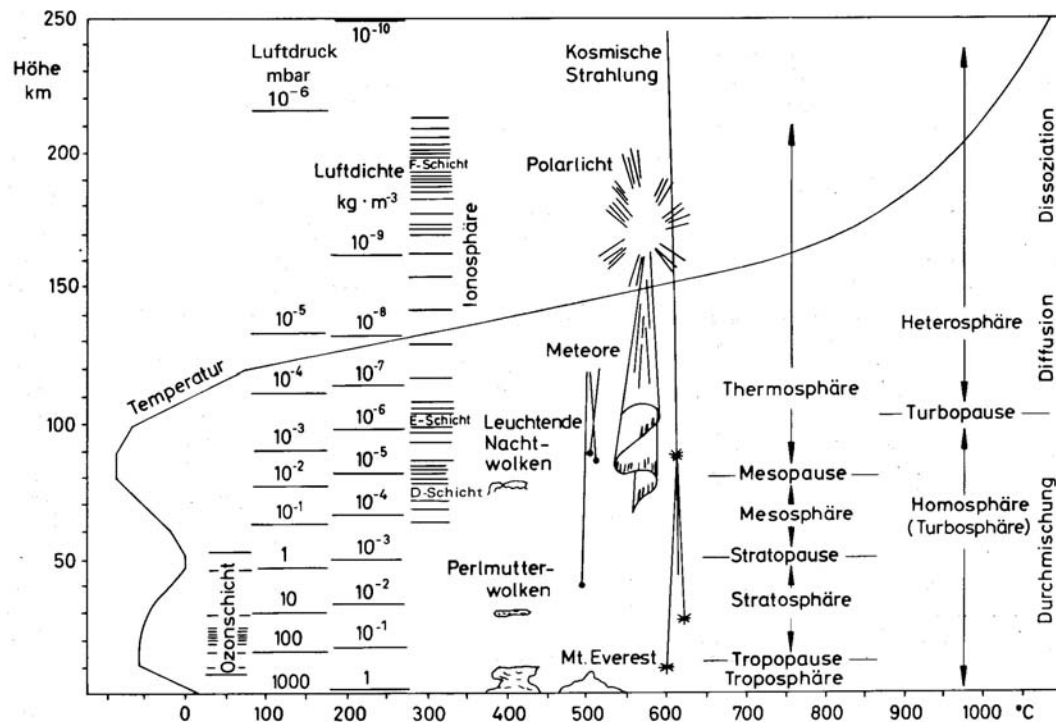 250
Höhe
km
200
150
100
50
Luftdruck
mbar
10⁻⁶
10⁻⁵
10⁻⁴
10⁻³
10⁻²
10⁻¹
1
10
100
1000
10⁻¹⁰
Luftdichte
kg · m⁻³
10⁻⁹
10⁻⁸
10⁻⁷
10⁻⁶
10⁻⁵
10⁻⁴
10⁻³
10⁻²
10⁻¹
1
Temperatur
Ozonschicht
F-Schicht
E-Schicht
D-Schicht
Ionosphäre
Kosmische
Strahlung
Polarlicht
Meteore
Leuchtende
Nacht-
wolken
Perlmutter-
wolken
Mt. Everest
Thermosphäre
Mesopause
Mesosphäre
Stratopause
Stratosphäre
Tropopause
Troposphäre
Heterosphäre
Turbopause
Homosphäre
(Turbosphäre)
Dissoziation
Diffusion
Durchmischung
0 100 200 300 400 500 600 700 800 900 1000 °C